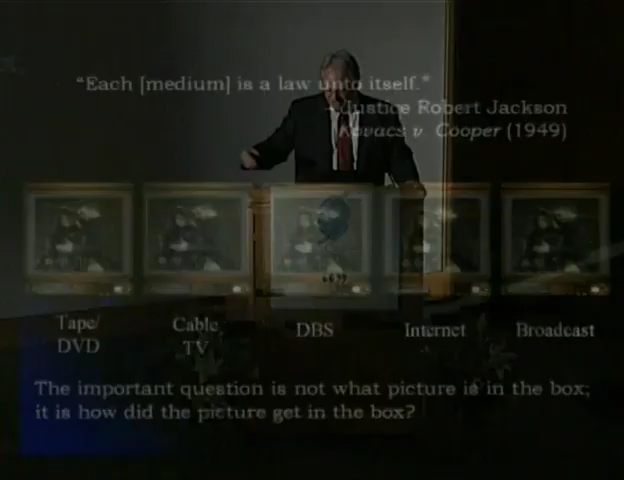 “Each [medium] is a law unto itself.”
- Justice Robert Jackson
Kovacs v. Cooper (1949)
Tape/
DVD
Cable
TV
DBS
Internet
Broadcast
The important question is not what picture is in the box;
it is how did the picture get in the box?